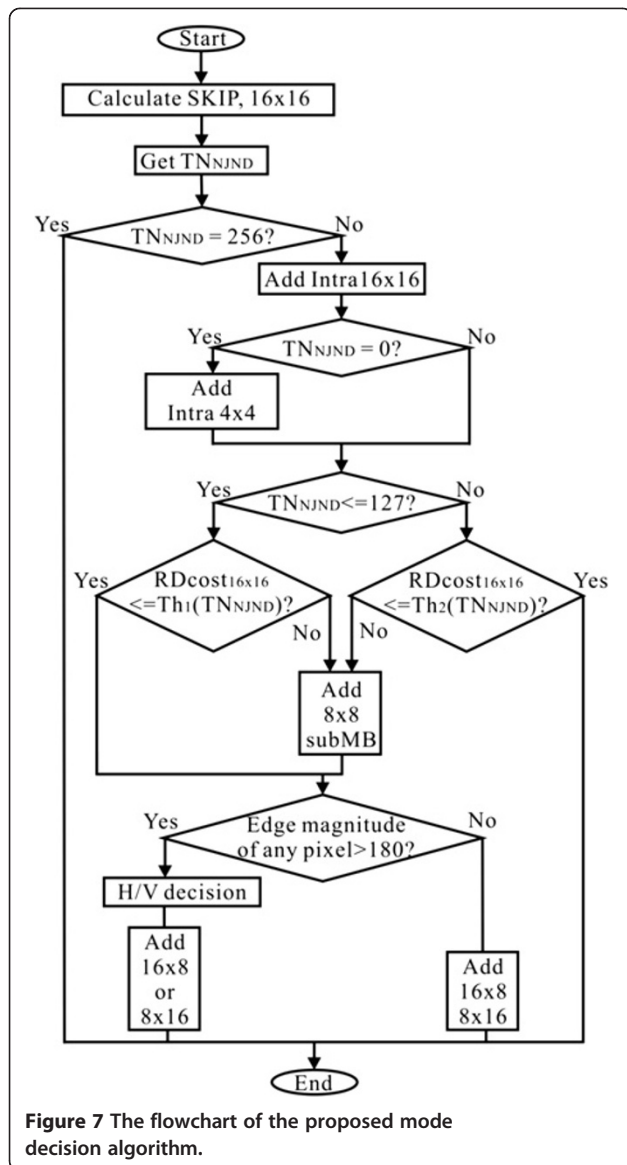 Start
Calculate SKIP, 16x16
Get TNNJND
Yes
No
TNNJND = 256?
Add Intra16x16
Yes
No
TNNJND = 0?
Add
Intra 4x4
Yes
No
TNNJND<=127?
Yes
RDcost16x16
<=Th1(TNNJND)?
No
RDcost16x16
<=Th2(TNNJND)?
Yes
No
Add
8x8
subMB
Yes
No
Edge magnitude
of any pixel>180?
H/V decision
Add
16x8
or
8x16
Add
16x8
8x16
End
Figure 7 The flowchart of the proposed mode
decision algorithm.